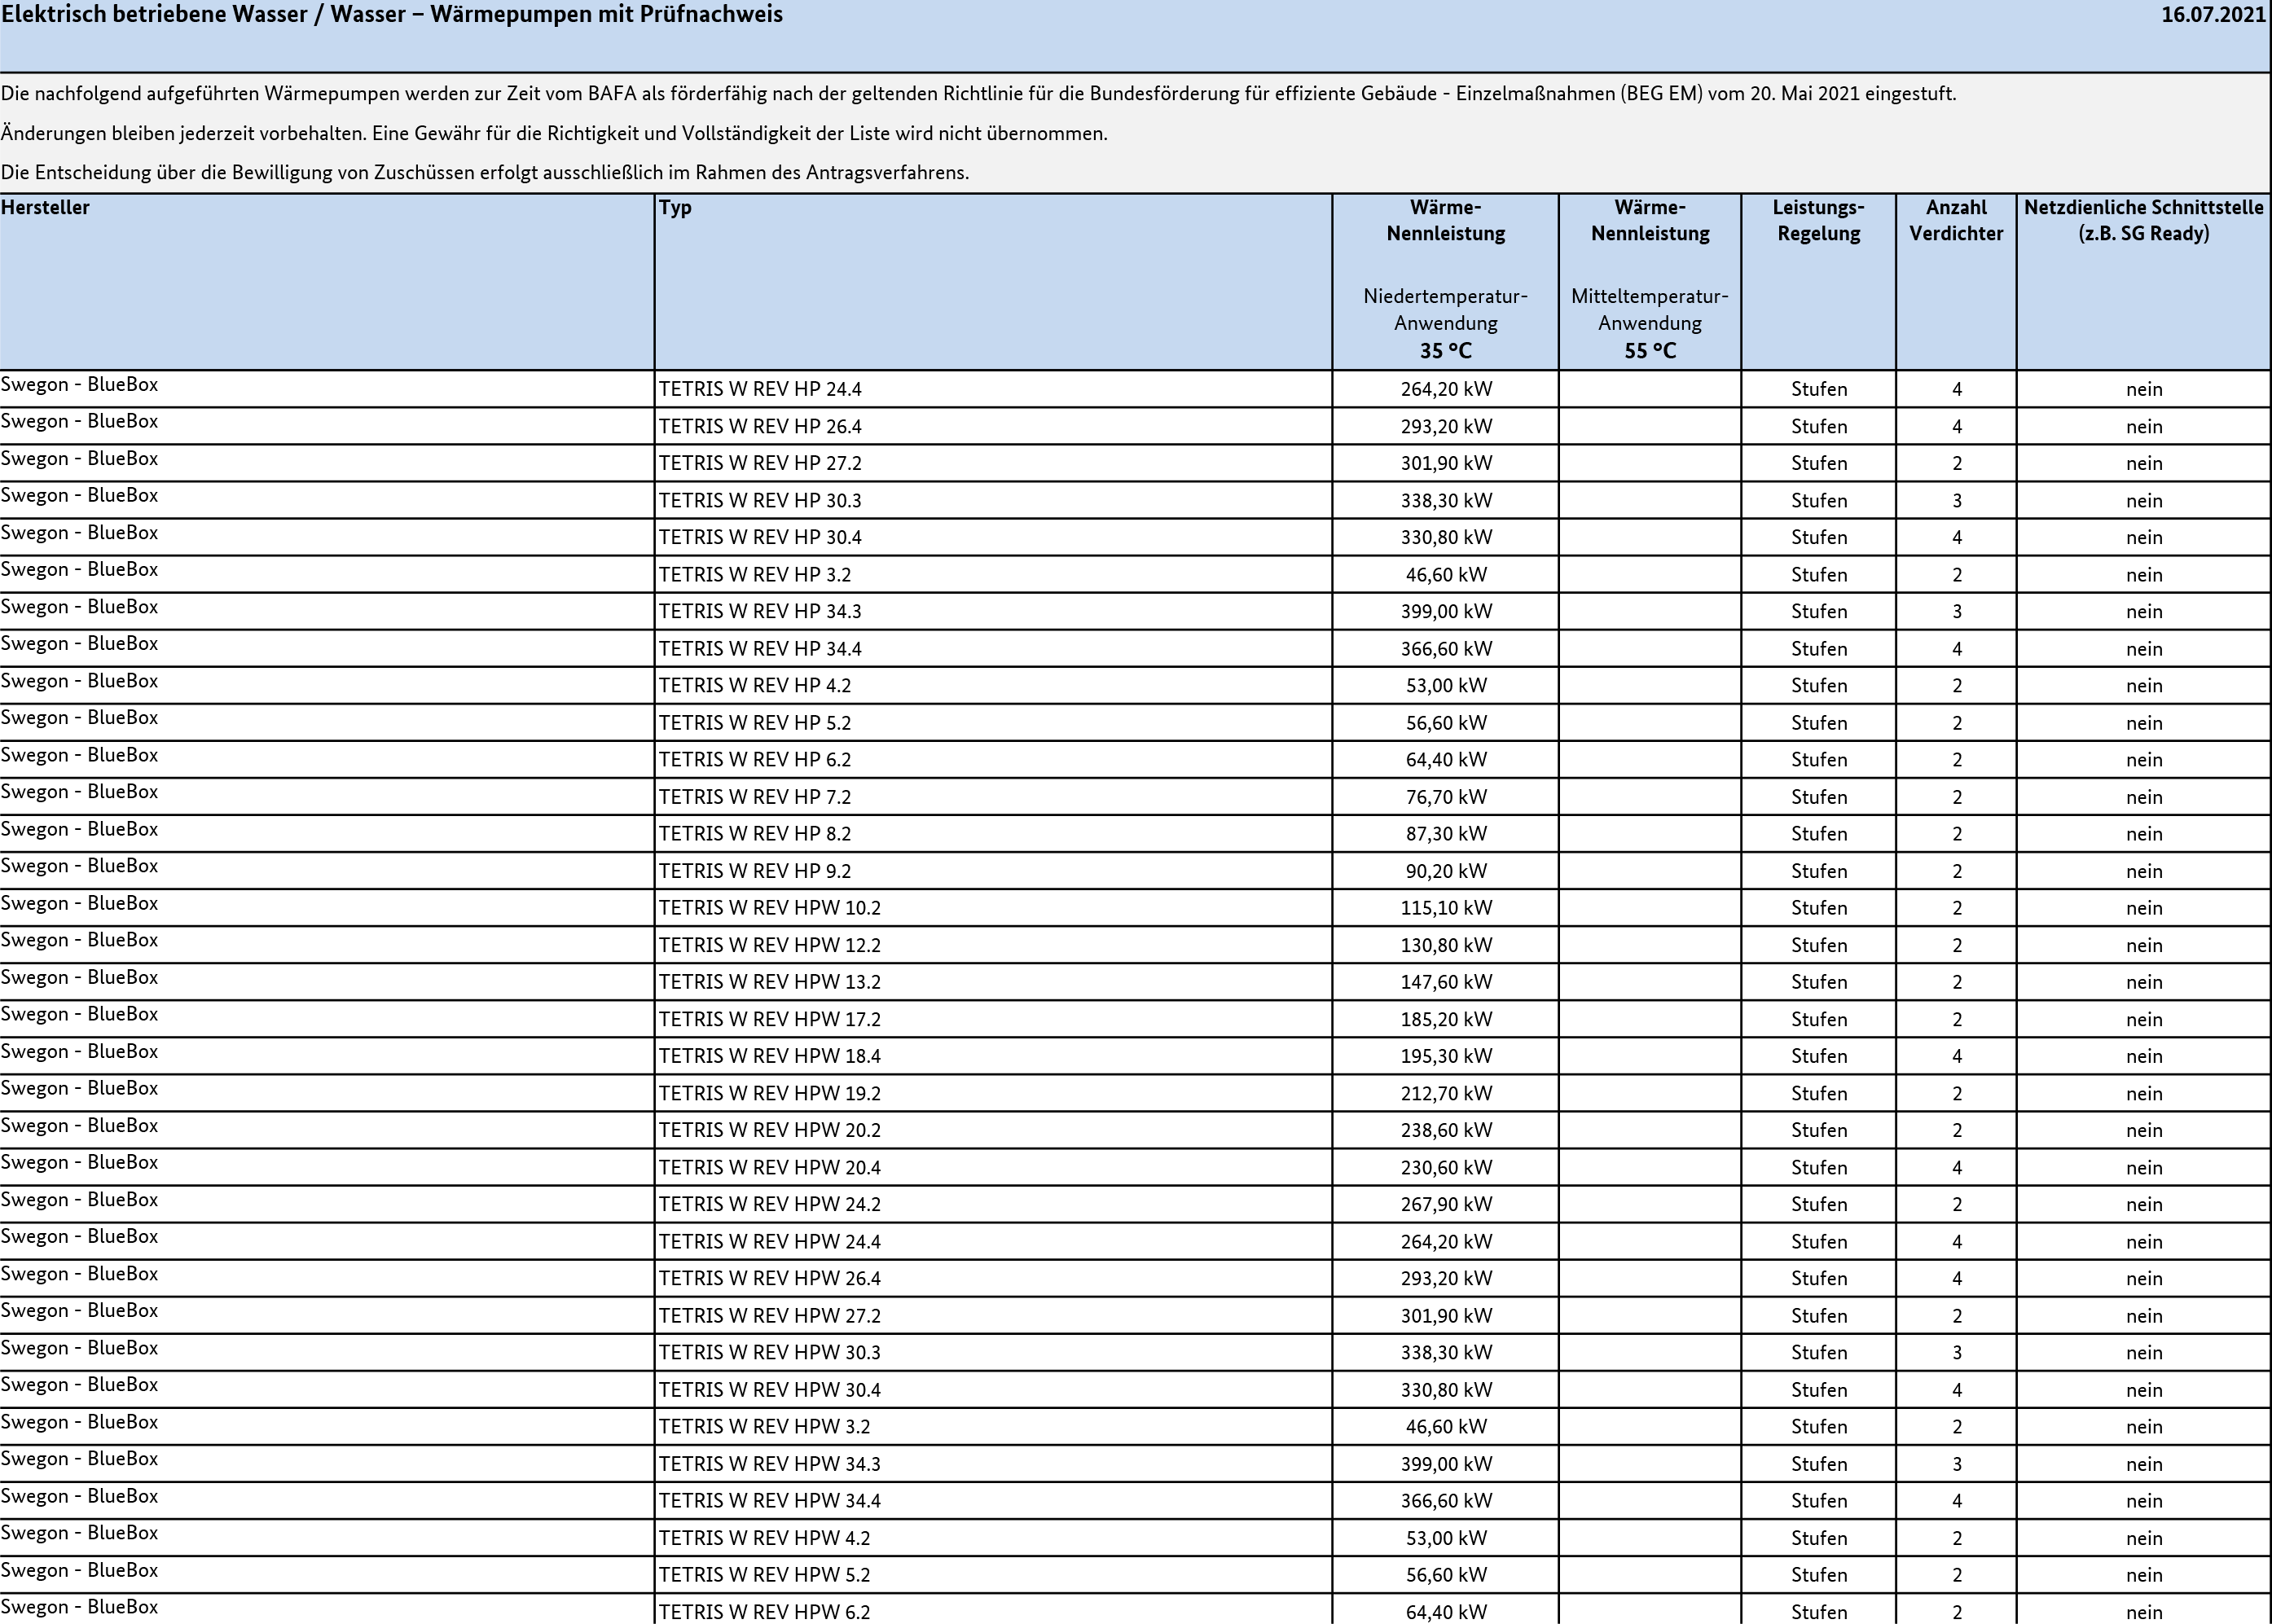 Elektrisch betriebene Wasser / Wasser – Wärmepumpen mit Prüfnachweis 16.07.2021
Die nachfolgend aufgeführten Wärmepumpen werden zur Zeit vom BAFA als förderfähig nach der geltenden Richtlinie für die Bundesförderung für effiziente Gebäude - Einzelmaßnahmen (BEG EM) vom 20. Mai 2021 eingestuft.
Änderungen bleiben jederzeit vorbehalten. Eine Gewähr für die Richtigkeit und Vollständigkeit der Liste wird nicht übernommen.
Die Entscheidung über die Bewilligung von Zuschüssen erfolgt ausschließlich im Rahmen des Antragsverfahrens.
Hersteller Typ Wärme- Wärme- Leistungs- Anzahl Netzdienliche Schnittstelle
Nennleistung Nennleistung Regelung Verdichter (z.B. SG Ready)
Niedertemperatur- Mitteltemperatur-
Anwendung Anwendung
35 °C 55 °C
Swegon - BlueBox TETRIS W REV HP 24.4 264,20 kW Stufen 4 nein
Swegon - BlueBox TETRIS W REV HP 26.4 293,20 kW Stufen 4 nein
Swegon - BlueBox TETRIS W REV HP 27.2 301,90 kW Stufen 2 nein
Swegon - BlueBox TETRIS W REV HP 30.3 338,30 kW Stufen 3 nein
Swegon - BlueBox TETRIS W REV HP 30.4 330,80 kW Stufen 4 nein
Swegon - BlueBox TETRIS W REV HP 3.2 46,60 kW Stufen 2 nein
Swegon - BlueBox TETRIS W REV HP 34.3 399,00 kW Stufen 3 nein
Swegon - BlueBox TETRIS W REV HP 34.4 366,60 kW Stufen 4 nein
Swegon - BlueBox TETRIS W REV HP 4.2 53,00 kW Stufen 2 nein
Swegon - BlueBox TETRIS W REV HP 5.2 56,60 kW Stufen 2 nein
Swegon - BlueBox TETRIS W REV HP 6.2 64,40 kW Stufen 2 nein
Swegon - BlueBox TETRIS W REV HP 7.2 76,70 kW Stufen 2 nein
Swegon - BlueBox TETRIS W REV HP 8.2 87,30 kW Stufen 2 nein
Swegon - BlueBox TETRIS W REV HP 9.2 90,20 kW Stufen 2 nein
Swegon - BlueBox TETRIS W REV HPW 10.2 115,10 kW Stufen 2 nein
Swegon - BlueBox TETRIS W REV HPW 12.2 130,80 kW Stufen 2 nein
Swegon - BlueBox TETRIS W REV HPW 13.2 147,60 kW Stufen 2 nein
Swegon - BlueBox TETRIS W REV HPW 17.2 185,20 kW Stufen 2 nein
Swegon - BlueBox TETRIS W REV HPW 18.4 195,30 kW Stufen 4 nein
Swegon - BlueBox TETRIS W REV HPW 19.2 212,70 kW Stufen 2 nein
Swegon - BlueBox TETRIS W REV HPW 20.2 238,60 kW Stufen 2 nein
Swegon - BlueBox TETRIS W REV HPW 20.4 230,60 kW Stufen 4 nein
Swegon - BlueBox TETRIS W REV HPW 24.2 267,90 kW Stufen 2 nein
Swegon - BlueBox TETRIS W REV HPW 24.4 264,20 kW Stufen 4 nein
Swegon - BlueBox TETRIS W REV HPW 26.4 293,20 kW Stufen 4 nein
Swegon - BlueBox TETRIS W REV HPW 27.2 301,90 kW Stufen 2 nein
Swegon - BlueBox TETRIS W REV HPW 30.3 338,30 kW Stufen 3 nein
Swegon - BlueBox TETRIS W REV HPW 30.4 330,80 kW Stufen 4 nein
Swegon - BlueBox TETRIS W REV HPW 3.2 46,60 kW Stufen 2 nein
Swegon - BlueBox TETRIS W REV HPW 34.3 399,00 kW Stufen 3 nein
Swegon - BlueBox TETRIS W REV HPW 34.4 366,60 kW Stufen 4 nein
Swegon - BlueBox TETRIS W REV HPW 4.2 53,00 kW Stufen 2 nein
Swegon - BlueBox TETRIS W REV HPW 5.2 56,60 kW Stufen 2 nein
Swegon - BlueBox TETRIS W REV HPW 6.2 64,40 kW Stufen 2 nein